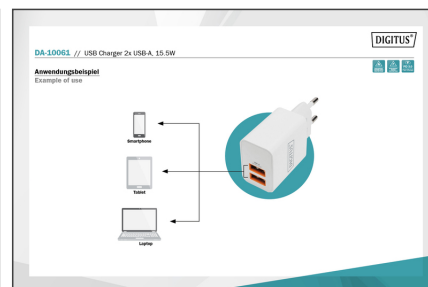 DIGITUS®
DA-10061 // USB Charger 2x USB-A, 15.5W
Anwendungsbeispiel
Example of use
Smartphone
Tablet
Laptop